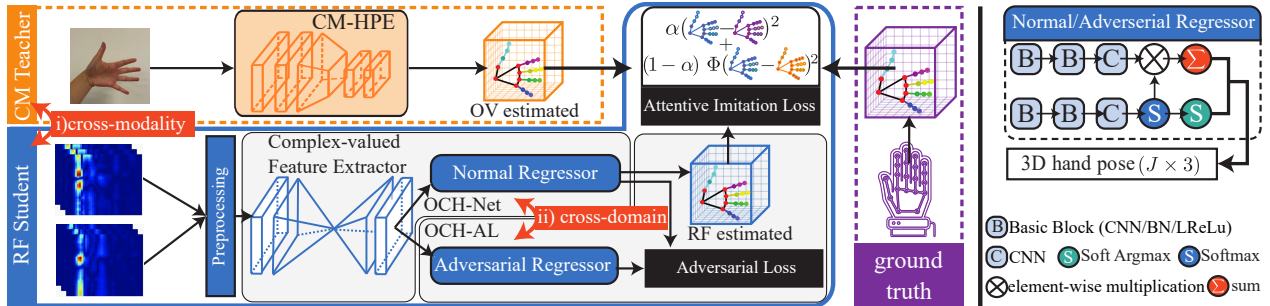 CM Teacher
CM-HPE
OV estimated
α( − )²
+
(1 − α) Φ( − )²
Attentive Imitation Loss
i)cross-modality
RF Student
Preprocessing
Complex-valued
Feature Extractor
Normal Regressor
OCH-Net
OCH-AL
ii) cross-domain
Adversarial Regressor
RF estimated
Adversarial Loss
ground
truth
Normal/Adverserial Regressor
B B C Σ
B B C S S
3D hand pose (J × 3)
B Basic Block (CNN/BN/LReLu)
C CNN S Soft Argmax S Softmax
⊗ element-wise multiplication Σ sum